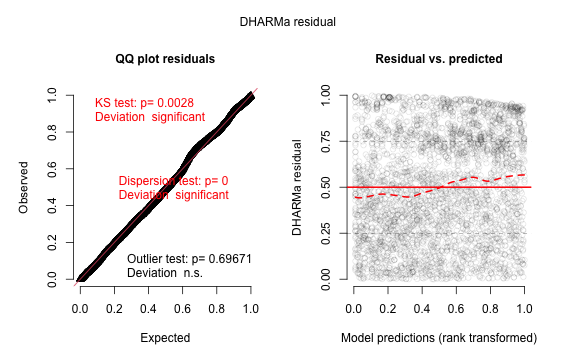 DHARMa residual
QQ plot residuals
KS test: p= 0.0028
Deviation  significant
Dispersion test: p= 0
Deviation  significant
Outlier test: p= 0.69671
Deviation  n.s.
Observed
0.0 0.2 0.4 0.6 0.8 1.0
0.0 0.2 0.4 0.6 0.8 1.0
Expected
Residual vs. predicted
DHARMa residual
0.00 0.25 0.50 0.75 1.00
0.0 0.2 0.4 0.6 0.8 1.0
Model predictions (rank transformed)